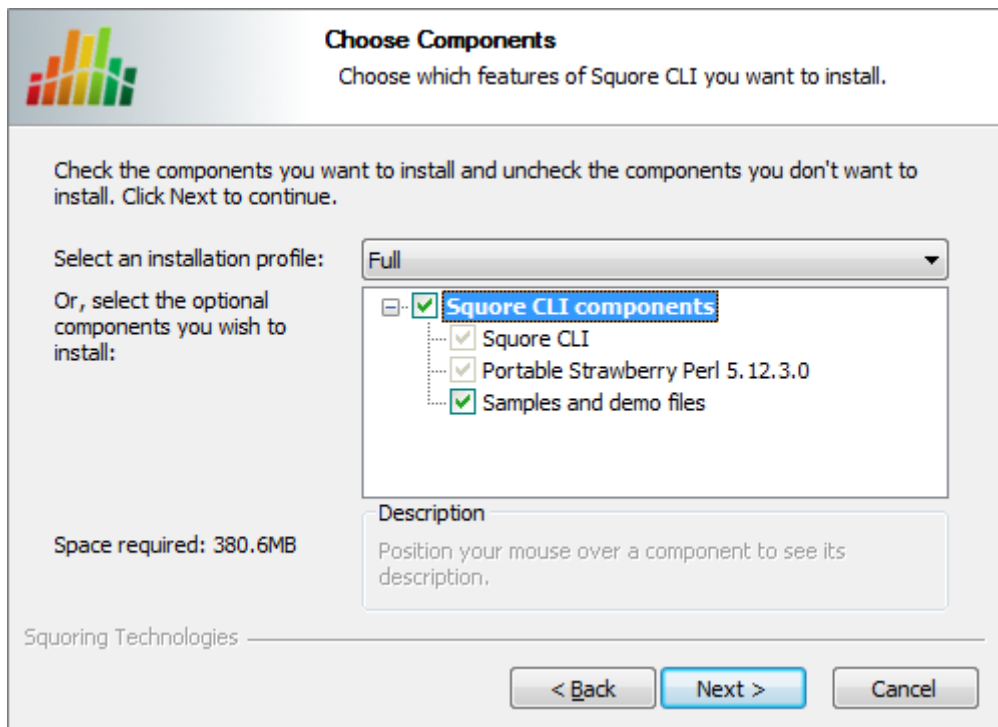 Choose Components
Choose which features of Squore CLI you want to install.
Check the components you want to install and uncheck the components you don't want to
install. Click Next to continue.
Select an installation profile:
Full
Or, select the optional
components you wish to
install:
Squore CLI components
Squore CLI
Portable Strawberry Perl 5.12.3.0
Samples and demo files
Space required: 380.6MB
Description
Position your mouse over a component to see its
description.
Squoring Technologies
< Back
Next >
Cancel